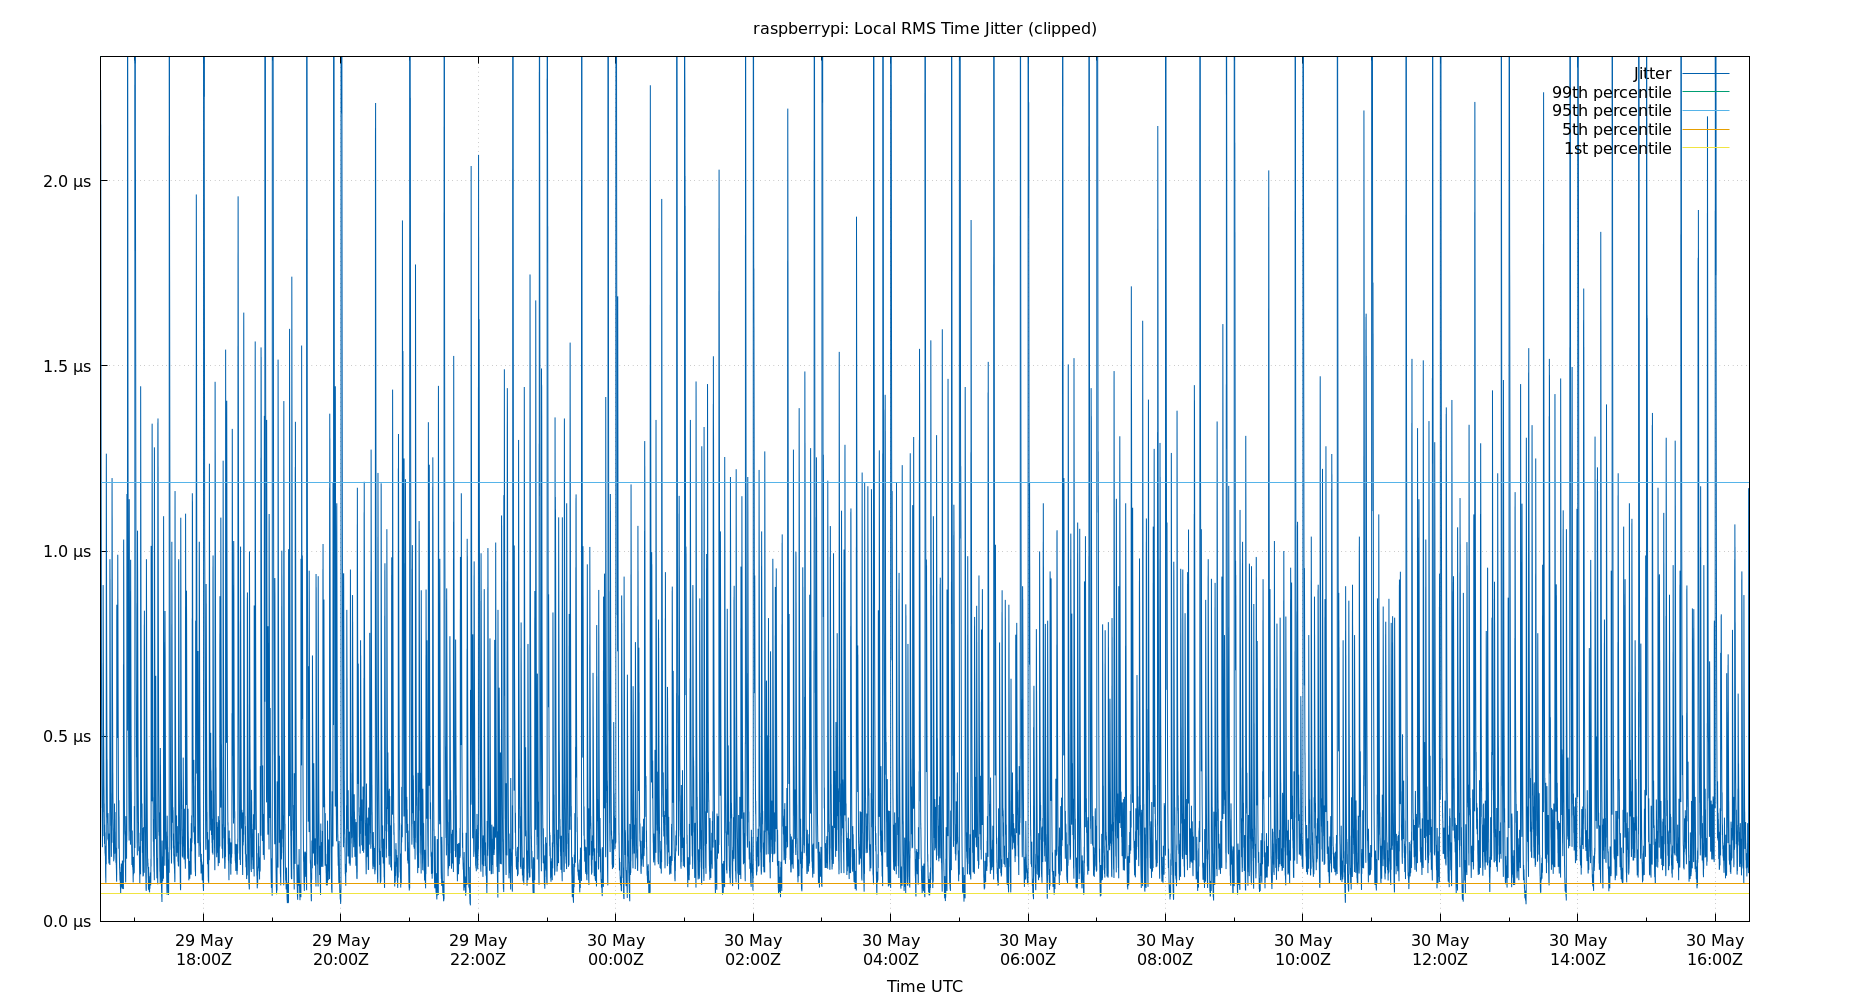 raspberrypi: Local RMS Time Jitter (clipped)
Jitter
99th percentile
95th percentile
5th percentile
1st percentile
2.0 µs
1.5 µs
1.0 µs
0.5 µs
0.0 µs
29 May 29 May 29 May 30 May 30 May 30 May 30 May 30 May 30 May 30 May 30 May 30 May
18:00Z 20:00Z 22:00Z 00:00Z 02:00Z 04:00Z 06:00Z 08:00Z 10:00Z 12:00Z 14:00Z 16:00Z
Time UTC